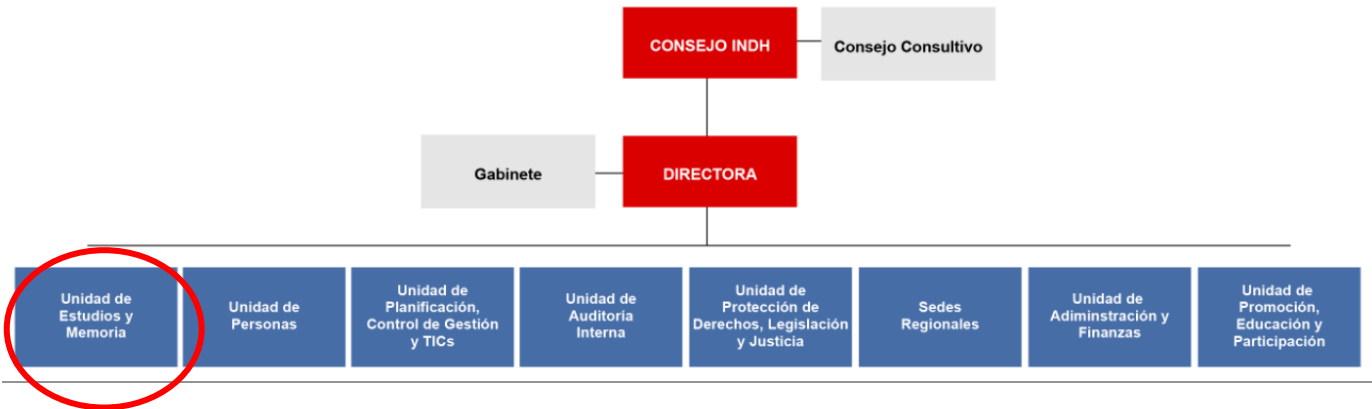 CONSEJO INDH
Consejo Consultivo
Gabinete
DIRECTORA
Unidad de
Estudios y
Memoria
Unidad de
Personas
Unidad de
Planificación,
Control de Gestión
y TICs
Unidad de
Auditoría
Interna
Unidad de
Protección de
Derechos, Legislación
y Justicia
Sedes
Regionales
Unidad de
Adiminstración y
Finanzas
Unidad de
Promoción,
Educación y
Participación